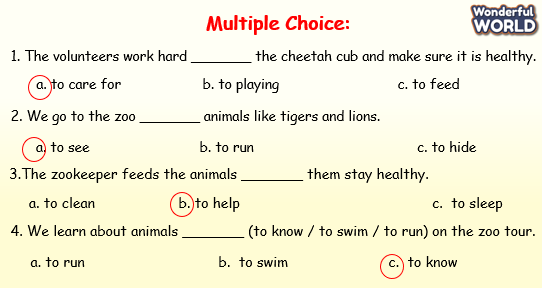 Multiple Choice:
Wonderful
WORLD
1. The volunteers work hard ________ the cheetah cub and make sure it is healthy.
a. to care for b. to playing c. to feed
2. We go to the zoo ________ animals like tigers and lions.
a. to see b. to run c. to hide
3.The zookeeper feeds the animals ________ them stay healthy.
a. to clean b. to help c. to sleep
4. We learn about animals ________ (to know / to swim / to run) on the zoo tour.
a. to run b. to swim c. to know